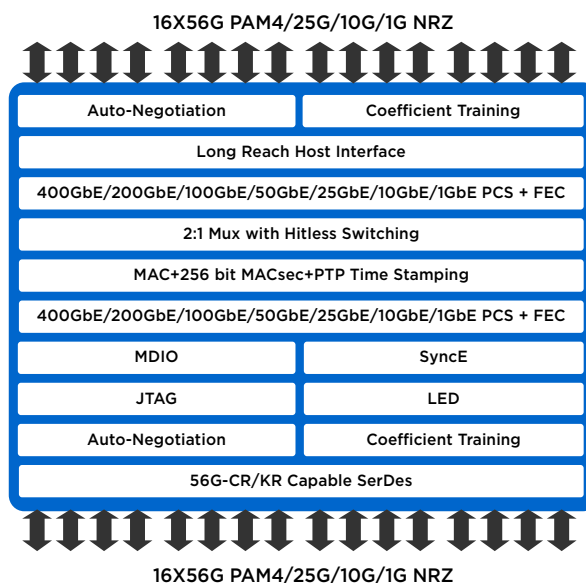 16X56G PAM4/25G/10G/1G NRZ
Auto-Negotiation
Coefficient Training
Long Reach Host Interface
400GbE/200GbE/100GbE/50GbE/25GbE/10GbE/1GbE PCS + FEC
2:1 Mux with Hitless Switching
MAC+256 bit MACsec+PTP Time Stamping
400GbE/200GbE/100GbE/50GbE/25GbE/10GbE/1GbE PCS + FEC
MDIO
SyncE
JTAG
LED
Auto-Negotiation
Coefficient Training
56G-CR/KR Capable SerDes
16X56G PAM4/25G/10G/1G NRZ